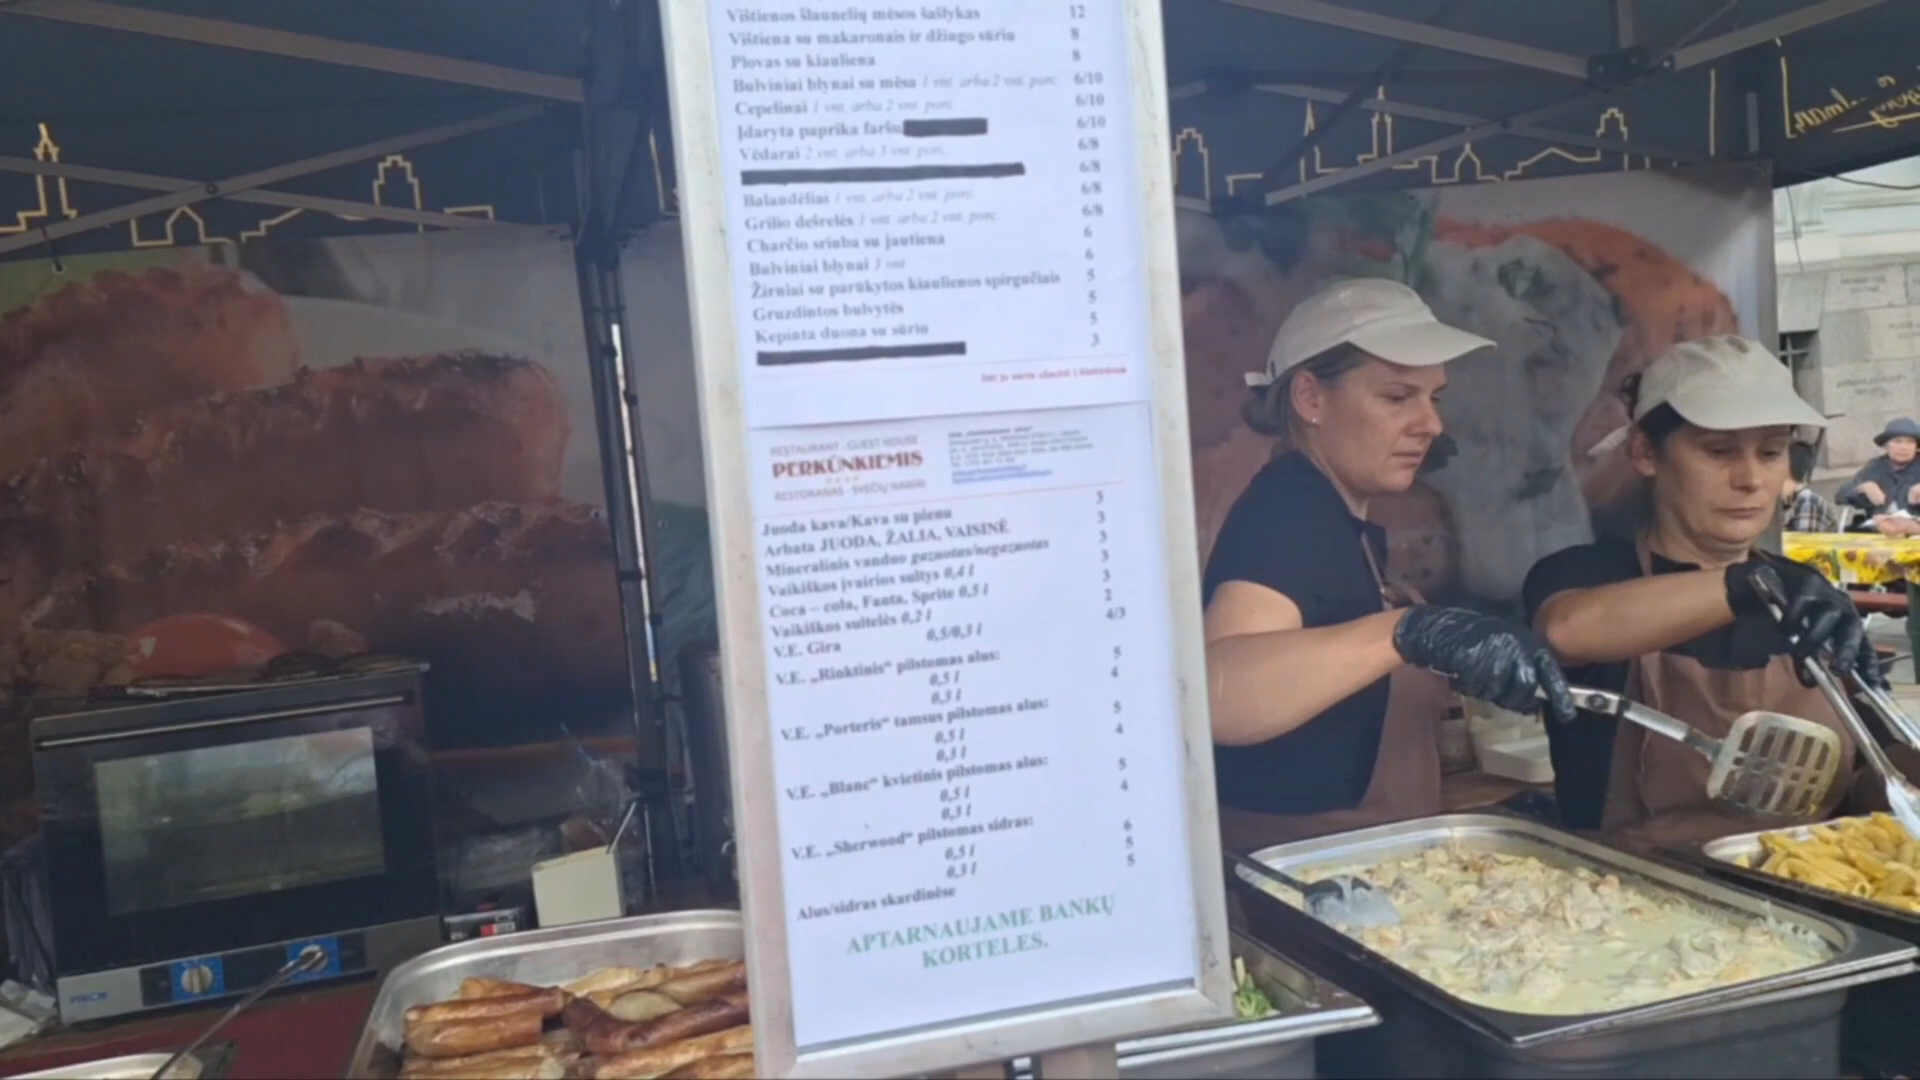 Vištienos šlaunelių mėsos šašlykas 12
Vištiena su makaronais ir džiugo sūriu 8
Plovas su kiauliena 8
Bulviniai blynai su mėsa 1 vnt. arba 2 vnt. porc. 6/10
Cepelinai 1 vnt. arba 2 vnt. porc. 6/10
Įdaryta paprika faršu 6/10
Vėdarai 2 vnt. arba 3 vnt. porc. 6/8
6/8
Balandėliai 1 vnt. arba 2 vnt. porc. 6/8
Grilio dešrelės 1 vnt. arba 2 vnt. porc. 6/8
Charčio sriuba su jautiena 6
Bulviniai blynai 3 vnt. 6
Žirniai su parūkytos kiaulienos spirgučiais 5
Gruzdintos bulvytės 5
Kepinta duona su sūriu 5
3
RESTAURANT · GUEST HOUSE
PERKŪNKIEMIS
RESTORANAS · SVEČIŲ NAMAI
Juoda kava/Kava su pienu 3
Arbata JUODA, ŽALIA, VAISINĖ 3
Mineralinis vanduo gazuotas/negazuotas 3
Vaikiškos įvairios sultys 0,4 l 3
Coca – cola, Fanta, Sprite 0,5 l 3
Vaikiškos sultelės 0,2 l 2
V.E. Gira 0,5/0,3 l 4/3
V.E. „Rinktinis“ pilstomas alus:
0,5 l 5
0,3 l 4
V.E. „Porteris“ tamsus pilstomas alus:
0,5 l 5
0,3 l 4
V.E. „Blanc“ kvietinis pilstomas alus:
0,5 l 5
0,3 l 4
V.E. „Sherwood“ pilstomas sidras:
0,5 l 6
0,3 l 5
Alus/sidras skardinėse 5
APTARNAUJAME BANKŲ
KORTELES.